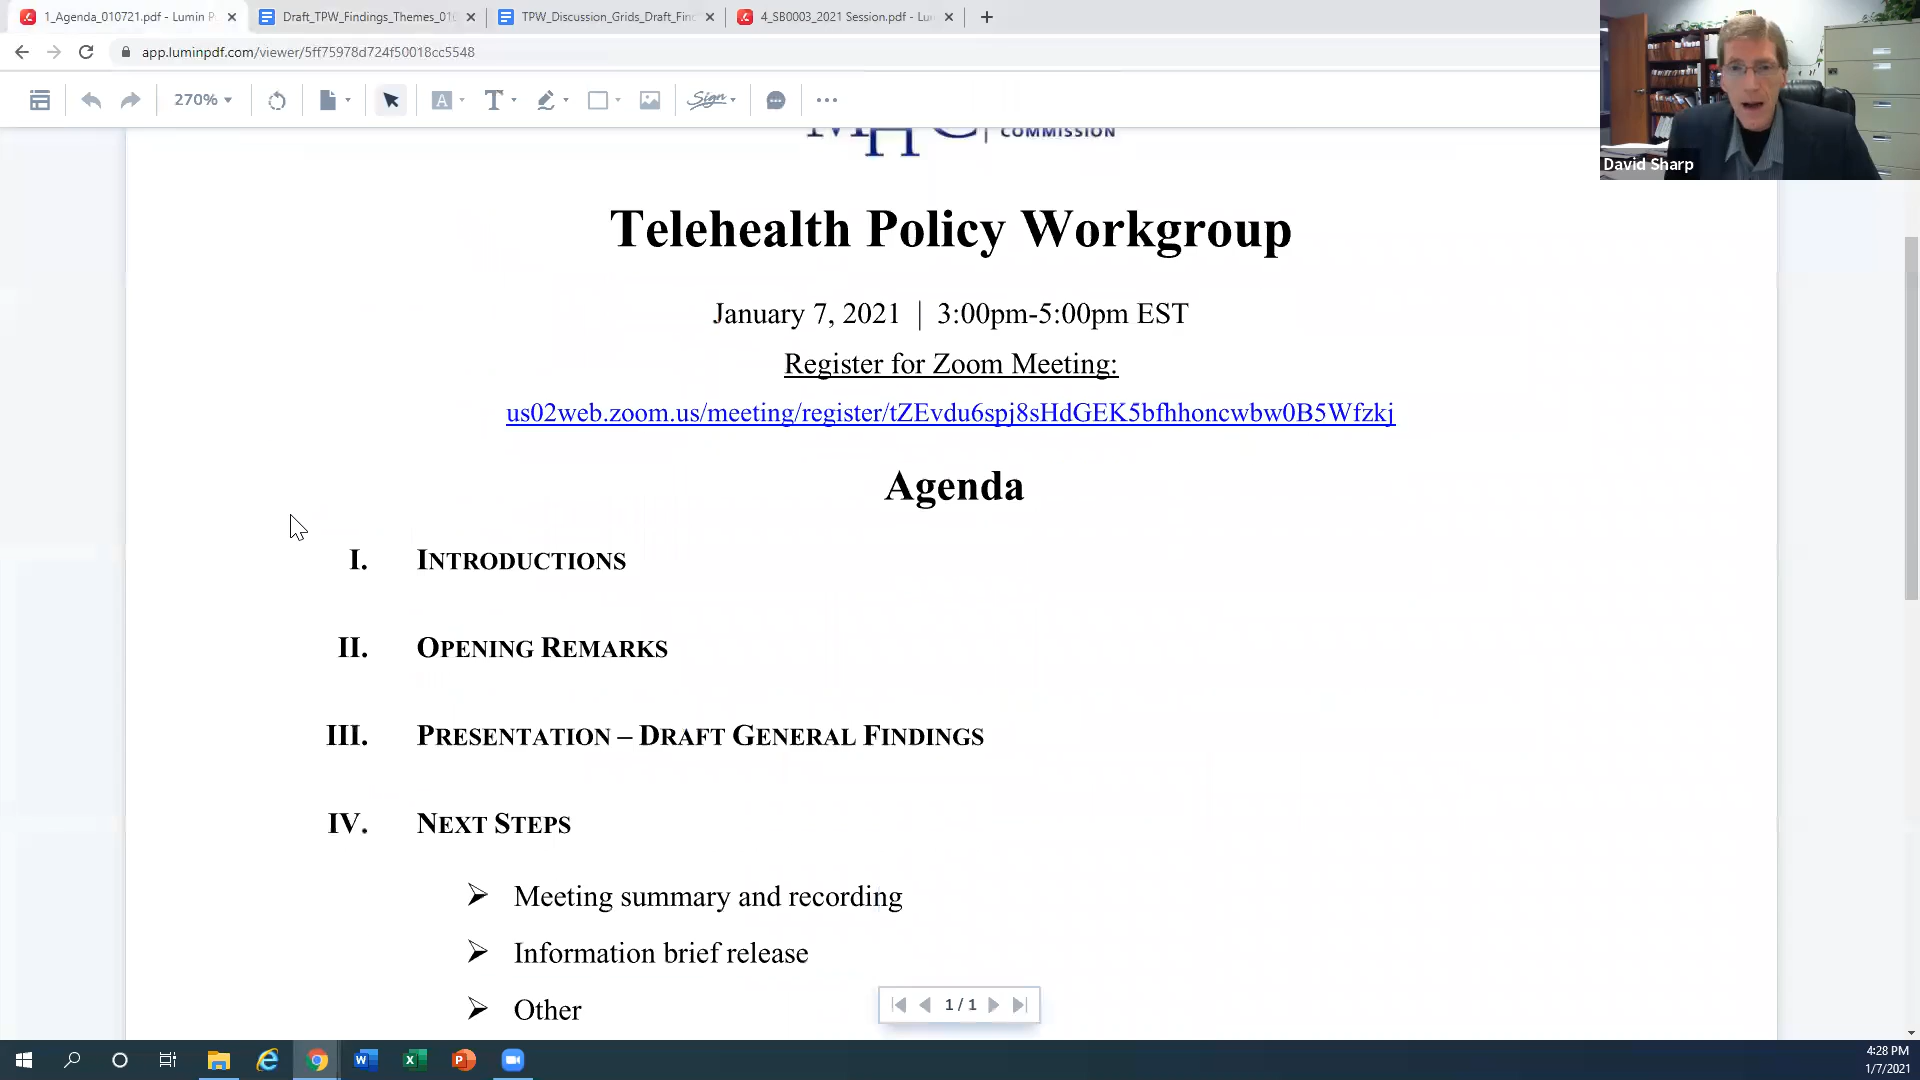 1_Agenda_010721.pdf - Lumin P
Draft_TPW_Findings_Themes_010
TPW_Discussion_Grids_Draft_Find
4_SB0003_2021 Session.pdf - Lum
app.luminpdf.com/viewer/5ff75978d724f50018cc5548
270%
A
T
Sign
COMMISSION
David Sharp
Telehealth Policy Workgroup
January 7, 2021 | 3:00pm-5:00pm EST
Register for Zoom Meeting:
us02web.zoom.us/meeting/register/tZEvdu6spj8sHdGEK5bfhhoncwbw0B5Wfzkj
Agenda
I. INTRODUCTIONS
II. OPENING REMARKS
III. PRESENTATION – DRAFT GENERAL FINDINGS
IV. NEXT STEPS
➢ Meeting summary and recording
➢ Information brief release
➢ Other
1 / 1
4:28 PM
1/7/2021